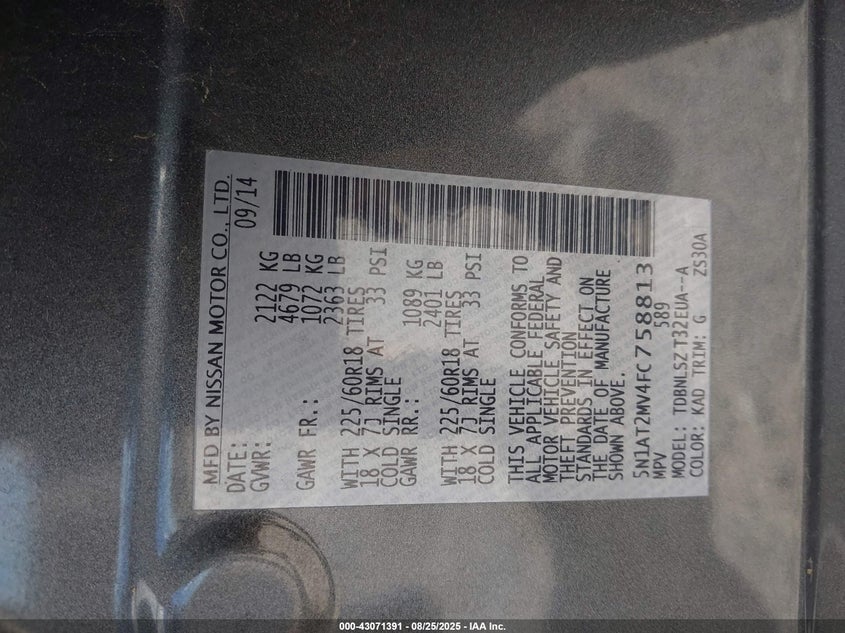 MFD BY NISSAN MOTOR CO., LTD.
DATE: 09/14
GVWR: 2122 KG
4679 LB
GAWR FR.: 1072 KG
2363 LB
WITH 225/60R18 TIRES
18 X 7J RIMS AT 33 PSI
COLD SINGLE
GAWR RR.: 1089 KG
2401 LB
WITH 225/60R18 TIRES
18 X 7J RIMS AT 33 PSI
COLD SINGLE
THIS VEHICLE CONFORMS TO
ALL APPLICABLE FEDERAL
MOTOR VEHICLE SAFETY AND
THEFT PREVENTION
STANDARDS IN EFFECT ON
THE DATE OF MANUFACTURE
SHOWN ABOVE.
5N1AT2MV4FC758813
MPV 589
MODEL: TDBNLSZ T32EUA--A
COLOR: KAD TRIM: G ZS30A
000-43071391 - 08/25/2025 - IAA Inc.